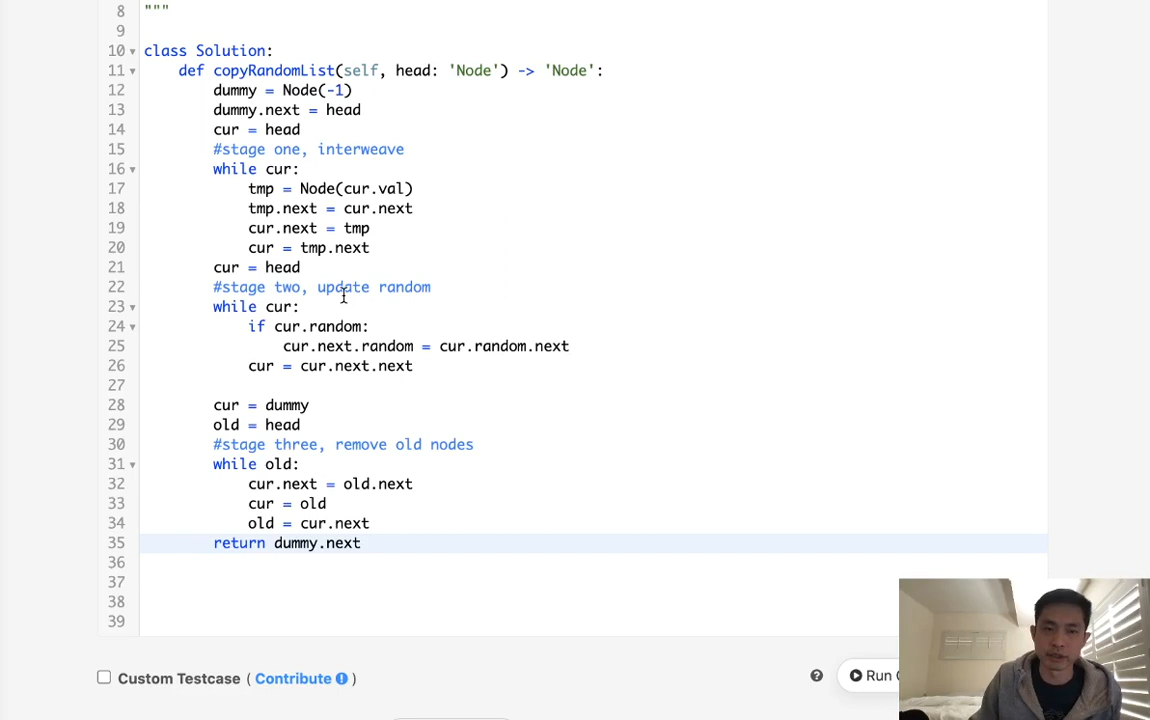 8 """
9
10 class Solution:
11 def copyRandomList(self, head: 'Node') -> 'Node':
12 dummy = Node(-1)
13 dummy.next = head
14 cur = head
15 #stage one, interweave
16 while cur:
17 tmp = Node(cur.val)
18 tmp.next = cur.next
19 cur.next = tmp
20 cur = tmp.next
21 cur = head
22 #stage two, update random
23 while cur:
24 if cur.random:
25 cur.next.random = cur.random.next
26 cur = cur.next.next
27
28 cur = dummy
29 old = head
30 #stage three, remove old nodes
31 while old:
32 cur.next = old.next
33 cur = old
34 old = cur.next
35 return dummy.next
36
37
38
39
Custom Testcase ( Contribute ! )
? Run